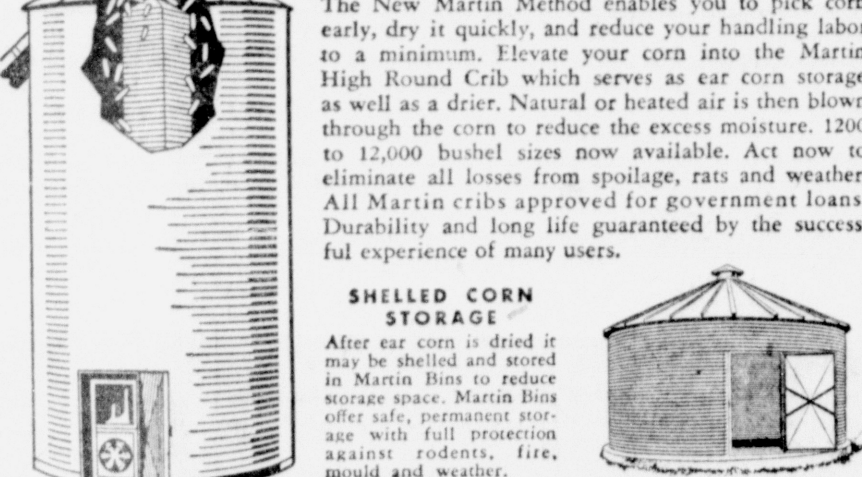 The New Martin Method enables you to pick corn
early, dry it quickly, and reduce your handling labor
to a minimum. Elevate your corn into the Martin
High Round Crib which serves as ear corn storage
as well as a drier. Natural or heated air is then blown
through the corn to reduce the excess moisture. 1200
to 12,000 bushel sizes now available. Act now to
eliminate all losses from spoilage, rats and weather
All Martin cribs approved for government loans.
Durability and long life guaranteed by the success-
ful experience of many users.
SHELLED CORN
STORAGE
After ear corn is dried it
may be shelled and stored
in Martin Bins to reduce
storage space. Martin Bins
offer safe, permanent stor-
age with full protection
against rodents, fire,
mould and weather.